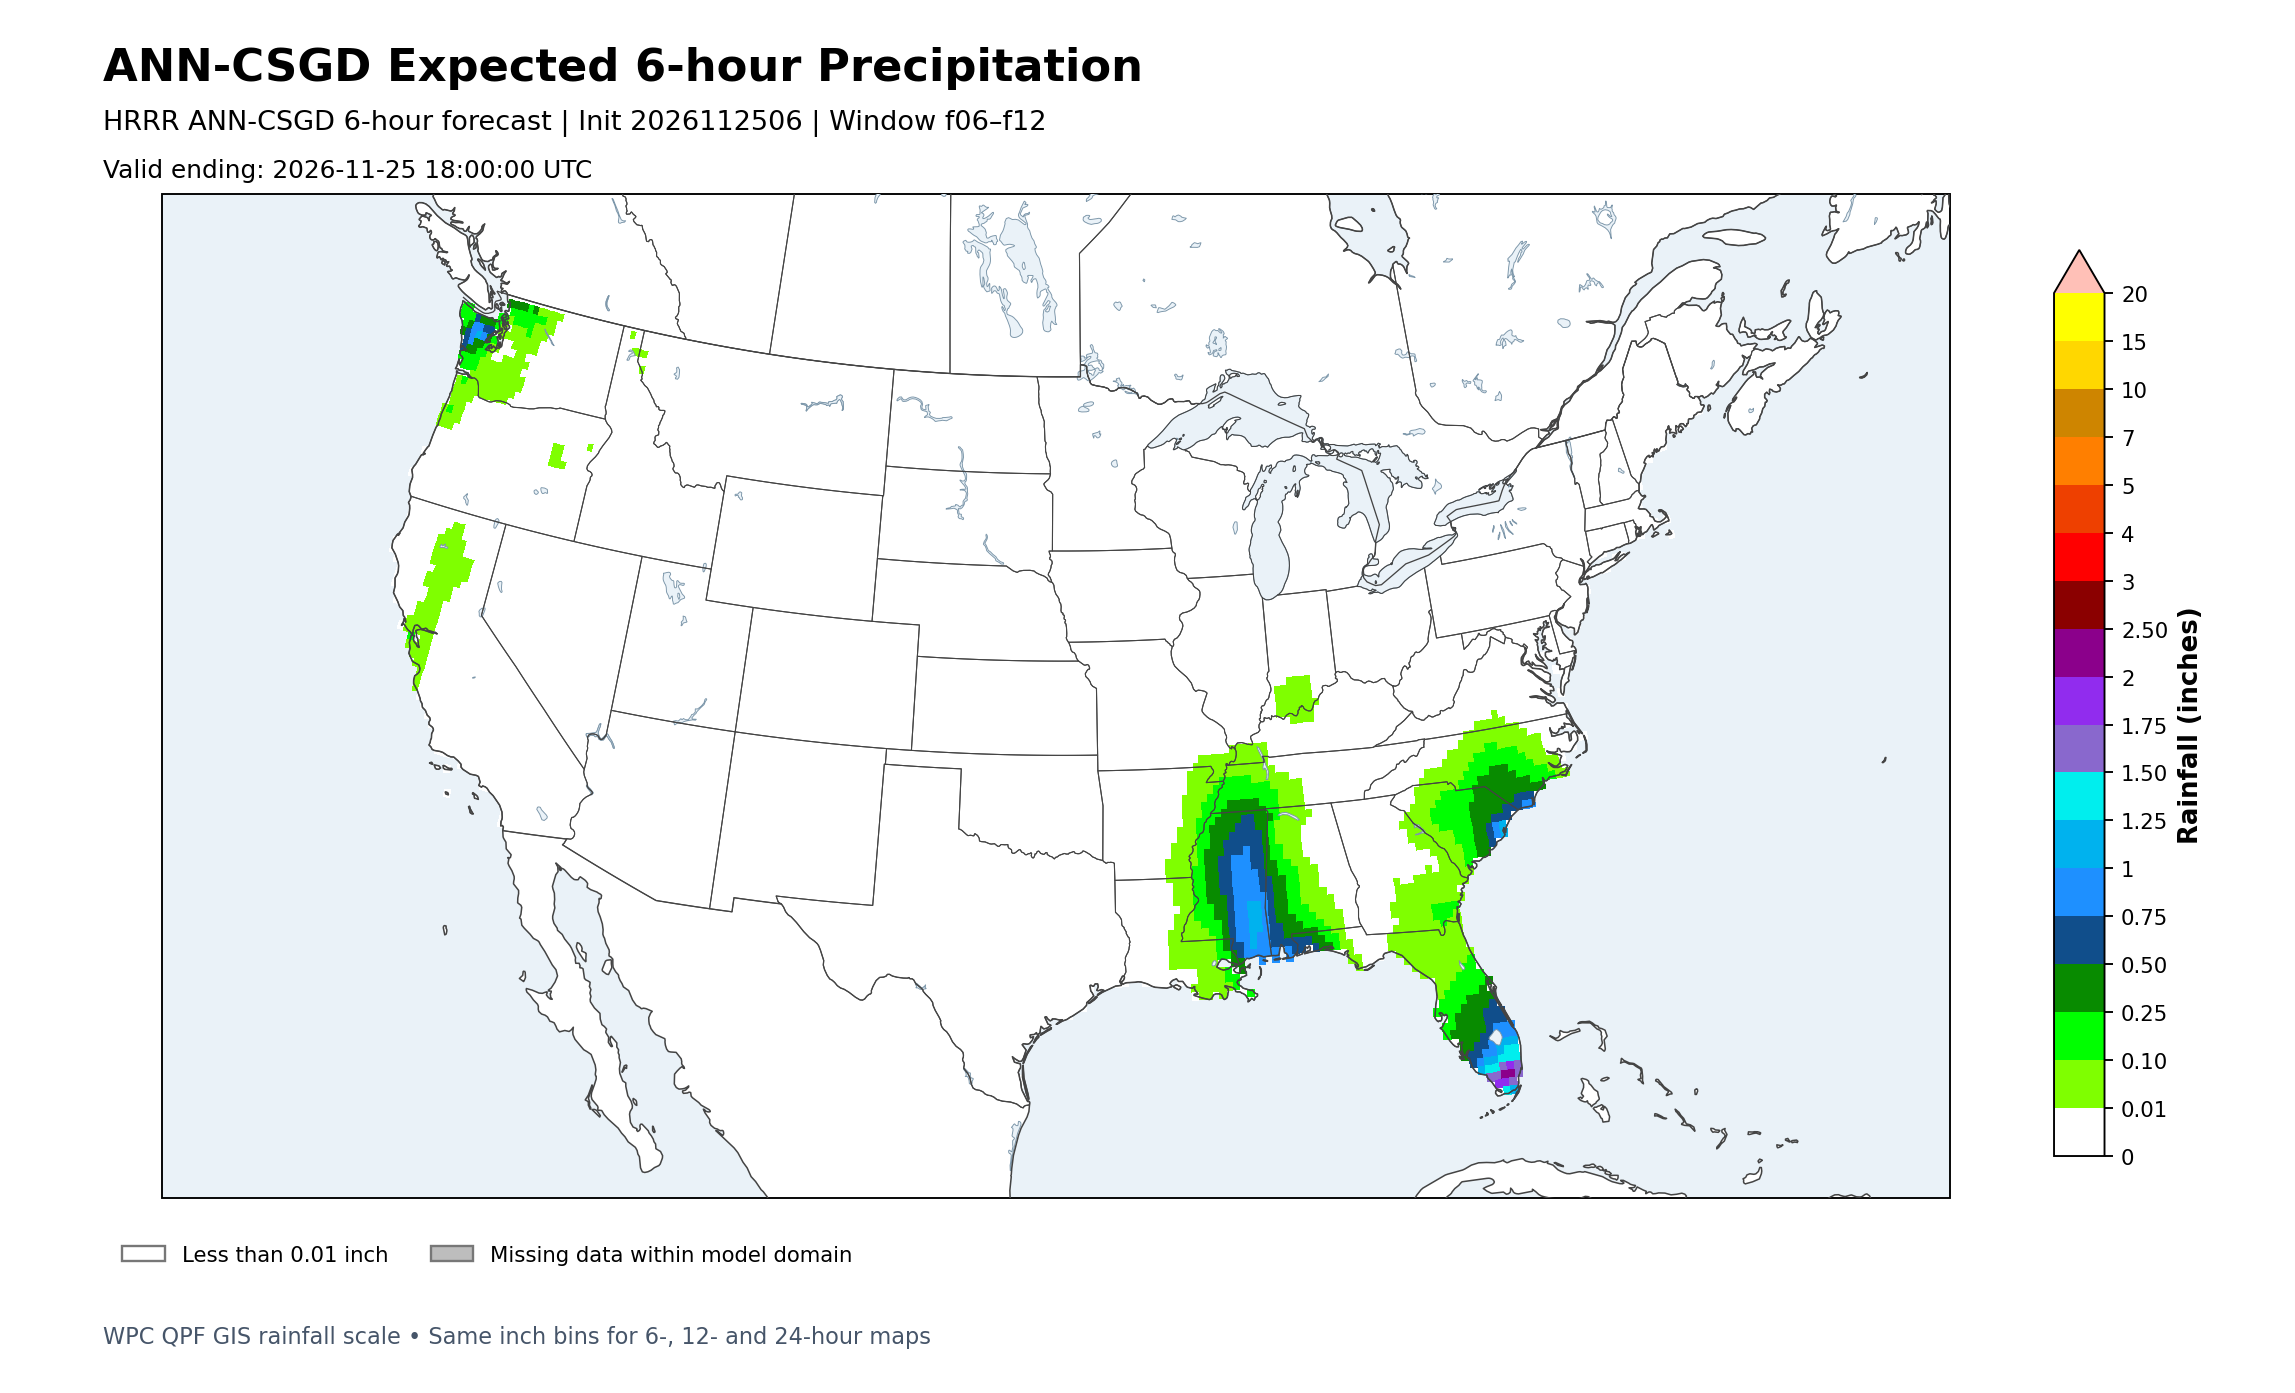 ANN-CSGD Expected 6-hour Precipitation
HRRR ANN-CSGD 6-hour forecast | Init 2026112506 | Window f06–f12
Valid ending: 2026-11-25 18:00:00 UTC
20
15
10
7
5
4
3
2.50
2
1.75
1.50
1.25
1
0.75
0.50
0.25
0.10
0.01
0
Rainfall (inches)
Less than 0.01 inch
Missing data within model domain
WPC QPF GIS rainfall scale • Same inch bins for 6-, 12- and 24-hour maps